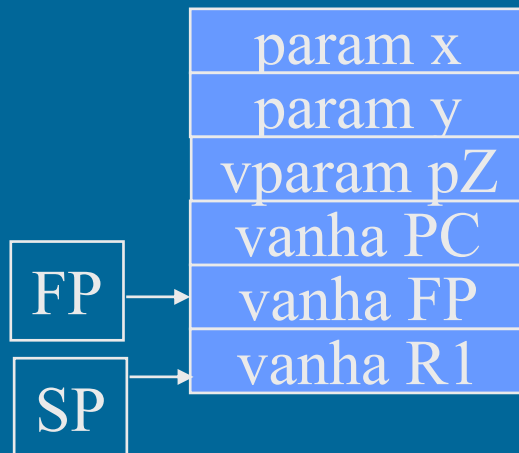 param x
param y
vparam pZ
vanha PC
FP
vanha FP
vanha R1
SP